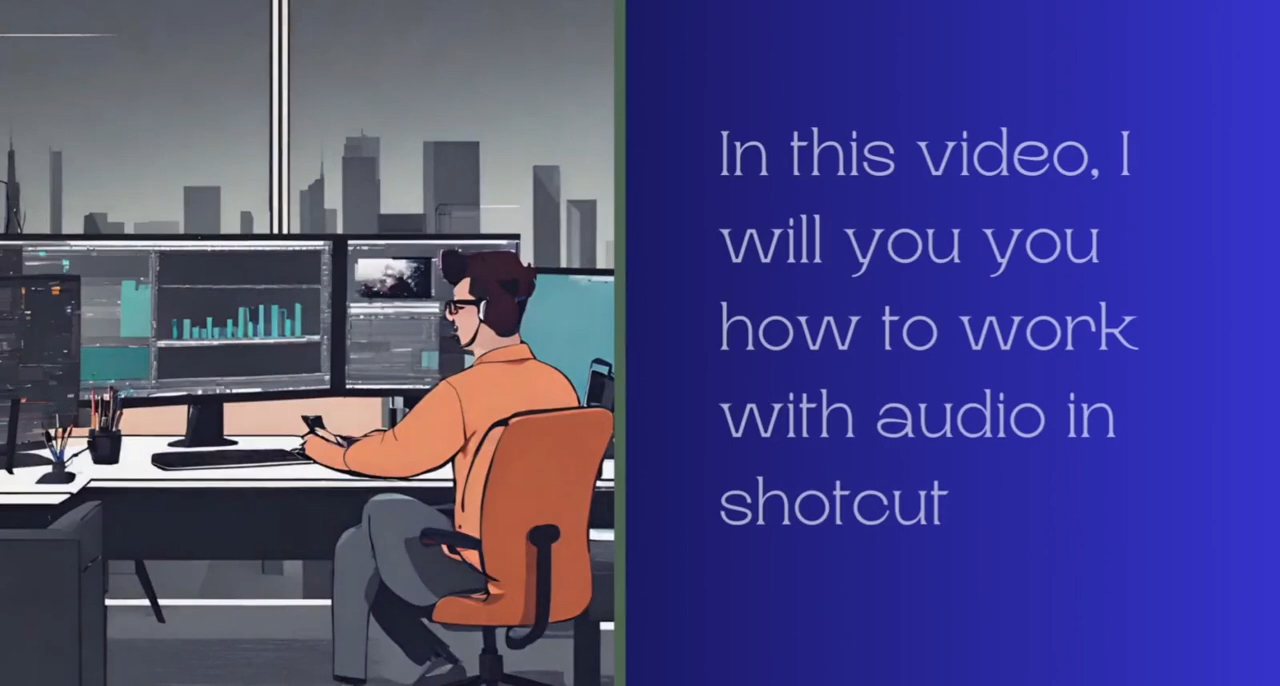 In this video, I
will you you
how to work
with audio in
shotcut